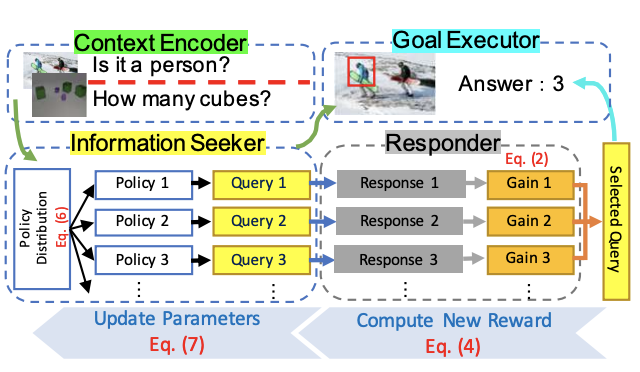 Context Encoder
Is it a person?
How many cubes?
Goal Executor
Answer : 3
Information Seeker
Policy Distribution
Eq. (6)
Policy 1
Query 1
Policy 2
Query 2
Policy 3
Query 3
⋮
⋮
Responder
Eq. (2)
Response 1
Gain 1
Response 2
Gain 2
Response 3
Gain 3
⋮
⋮
Selected Query
Update Parameters
Eq. (7)
Compute New Reward
Eq. (4)